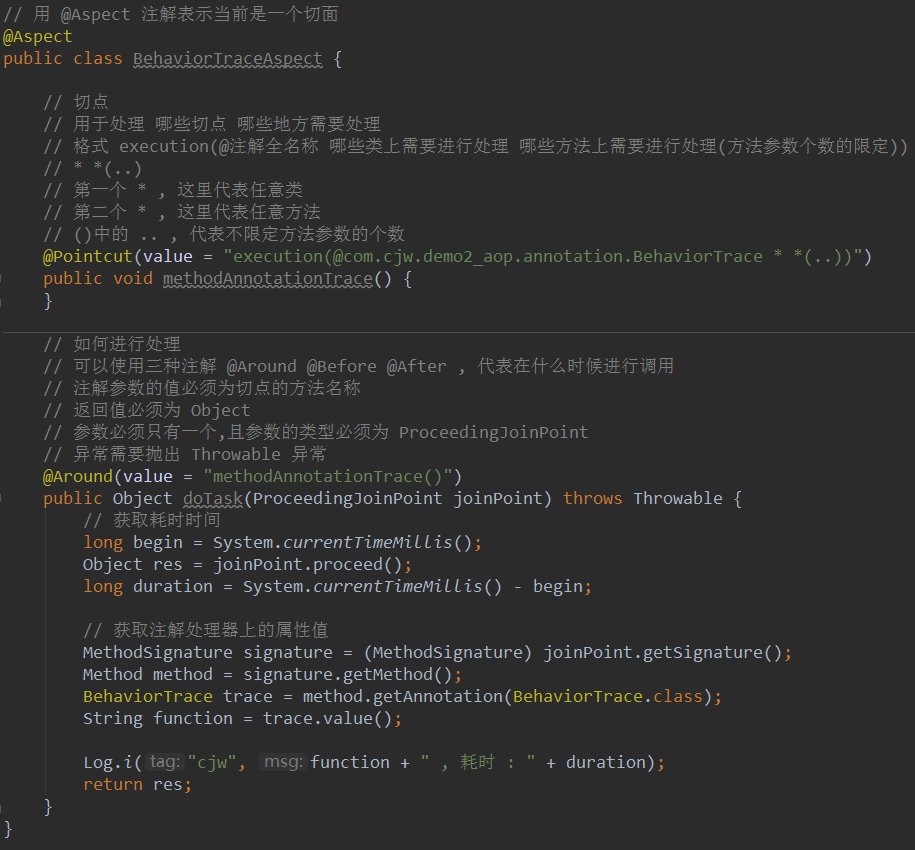 // 用 @Aspect 注解表示当前是一个切面
@Aspect
public class BehaviorTraceAspect {
// 切点
// 用于处理 哪些切点 哪些地方需要处理
// 格式 execution(@注解全名称 哪些类上需要进行处理 哪些方法上需要进行处理(方法参数个数的限定))
// * *(..)
// 第一个 * , 这里代表任意类
// 第二个 * , 这里代表任意方法
// ()中的 .. , 代表不限定方法参数的个数
@Pointcut(value = "execution(@com.cjw.demo2_aop.annotation.BehaviorTrace * *(..))")
public void methodAnnotationTrace() {
}
// 如何进行处理
// 可以使用三种注解 @Around @Before @After , 代表在什么时候进行调用
// 注解参数的值必须为切点的方法名称
// 返回值必须为 Object
// 参数必须只有一个,且参数的类型必须为 ProceedingJoinPoint
// 异常需要抛出 Throwable 异常
@Around(value = "methodAnnotationTrace()")
public Object doTask(ProceedingJoinPoint joinPoint) throws Throwable {
// 获取耗时时间
long begin = System.currentTimeMillis();
Object res = joinPoint.proceed();
long duration = System.currentTimeMillis() - begin;
// 获取注解处理器上的属性值
MethodSignature signature = (MethodSignature) joinPoint.getSignature();
Method method = signature.getMethod();
BehaviorTrace trace = method.getAnnotation(BehaviorTrace.class);
String function = trace.value();
Log.i( tag: "cjw", msg: function + " , 耗时 : " + duration);
return res;
}
}